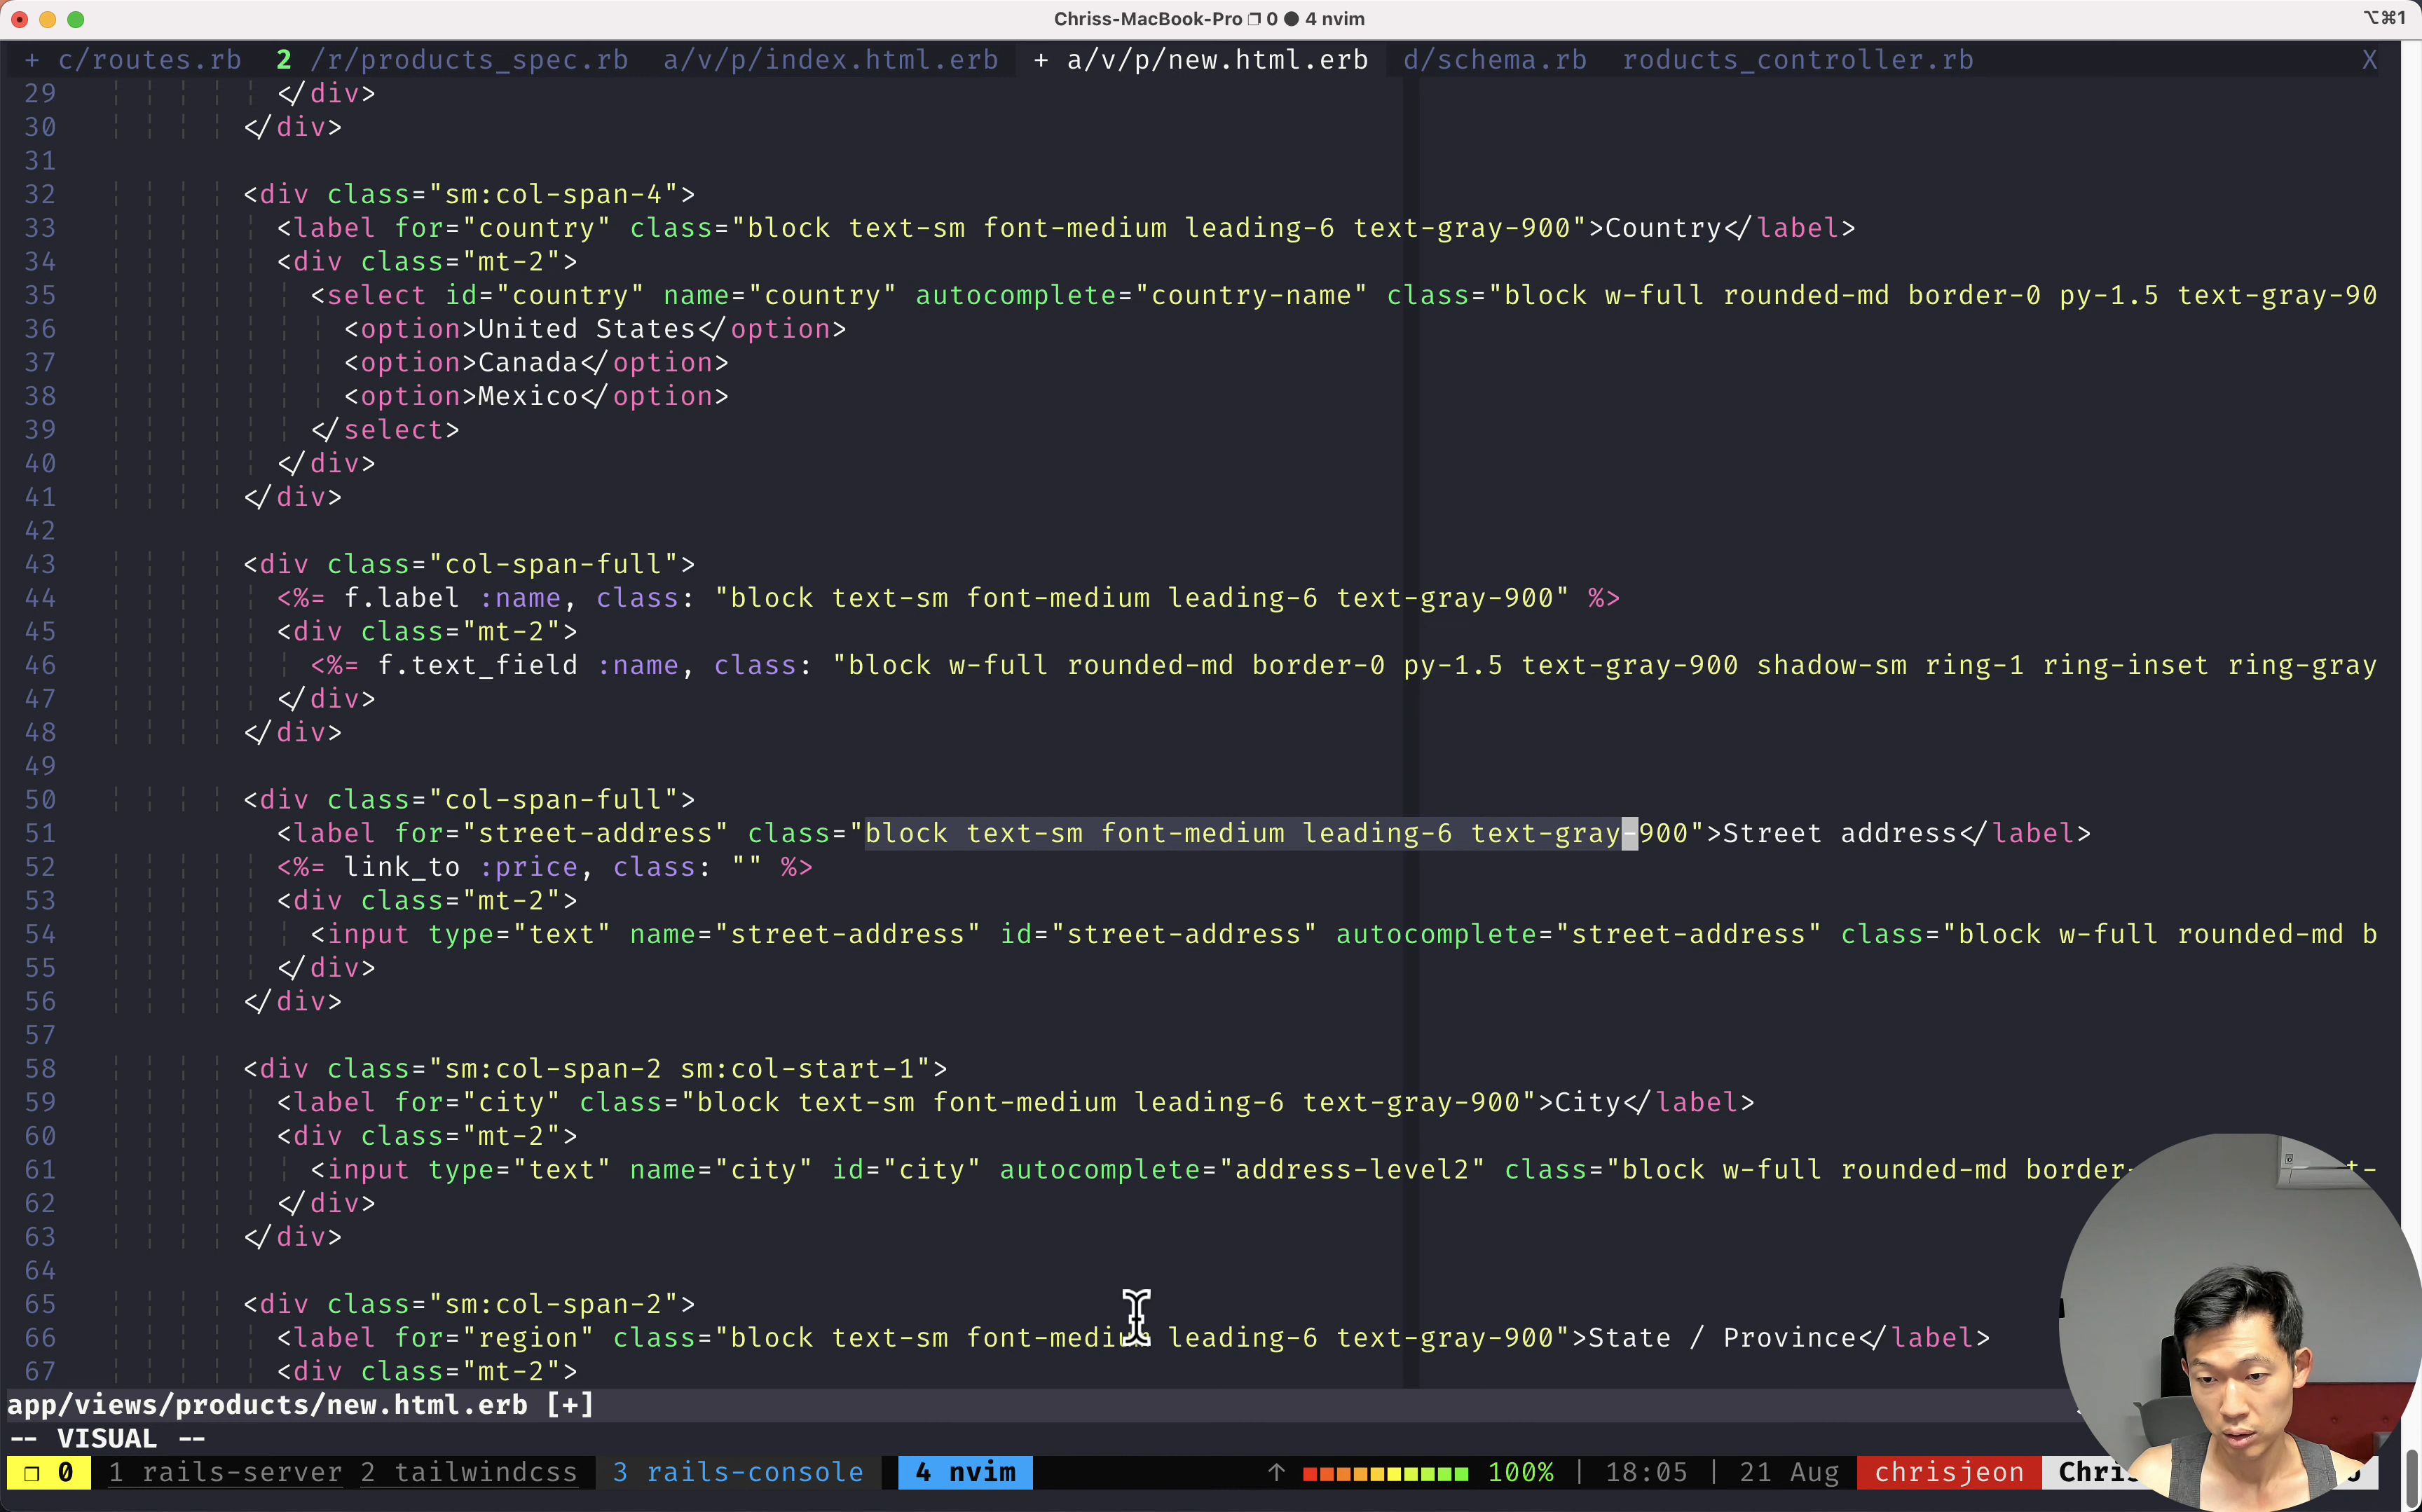 Chriss-MacBook-Pro ❐ 0 ● 4 nvim ⌥⌘1
+ c/routes.rb 2 /r/products_spec.rb a/v/p/index.html.erb + a/v/p/new.html.erb d/schema.rb roducts_controller.rb X
29 </div>
30 </div>
31
32 <div class="sm:col-span-4">
33 <label for="country" class="block text-sm font-medium leading-6 text-gray-900">Country</label>
34 <div class="mt-2">
35 <select id="country" name="country" autocomplete="country-name" class="block w-full rounded-md border-0 py-1.5 text-gray-90
36 <option>United States</option>
37 <option>Canada</option>
38 <option>Mexico</option>
39 </select>
40 </div>
41 </div>
42
43 <div class="col-span-full">
44 <%= f.label :name, class: "block text-sm font-medium leading-6 text-gray-900" %>
45 <div class="mt-2">
46 <%= f.text_field :name, class: "block w-full rounded-md border-0 py-1.5 text-gray-900 shadow-sm ring-1 ring-inset ring-gray
47 </div>
48 </div>
49
50 <div class="col-span-full">
51 <label for="street-address" class="block text-sm font-medium leading-6 text-gray-900">Street address</label>
52 <%= link_to :price, class: "" %>
53 <div class="mt-2">
54 <input type="text" name="street-address" id="street-address" autocomplete="street-address" class="block w-full rounded-md b
55 </div>
56 </div>
57
58 <div class="sm:col-span-2 sm:col-start-1">
59 <label for="city" class="block text-sm font-medium leading-6 text-gray-900">City</label>
60 <div class="mt-2">
61 <input type="text" name="city" id="city" autocomplete="address-level2" class="block w-full rounded-md border-
62 </div>
63 </div>
64
65 <div class="sm:col-span-2">
66 <label for="region" class="block text-sm font-medium leading-6 text-gray-900">State / Province</label>
67 <div class="mt-2">
app/views/products/new.html.erb [+]
-- VISUAL --
❐ 0 1 rails-server 2 tailwindcss 3 rails-console 4 nvim ↑ 100% | 18:05 | 21 Aug chrisjeon Chris